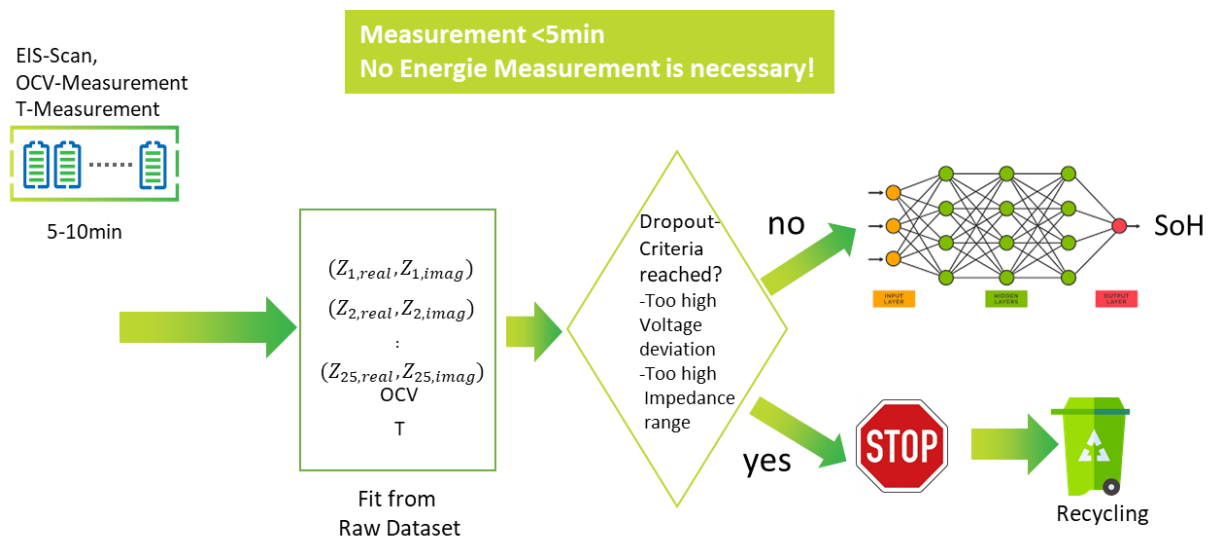 Measurement <5min
No Energie Measurement is necessary!
EIS-Scan,
OCV-Measurement
T-Measurement
5-10min
(Z1,real,Z1,imag)
(Z2,real,Z2,imag)
:
(Z25,real,Z25,imag)
OCV
T
Fit from
Raw Dataset
Dropout-
Criteria
reached?
-Too high
Voltage
deviation
-Too high
Impedance
range
no
yes
INPUT
LAYER
HIDDEN
LAYERS
OUTPUT
LAYER
SoH
STOP
Recycling